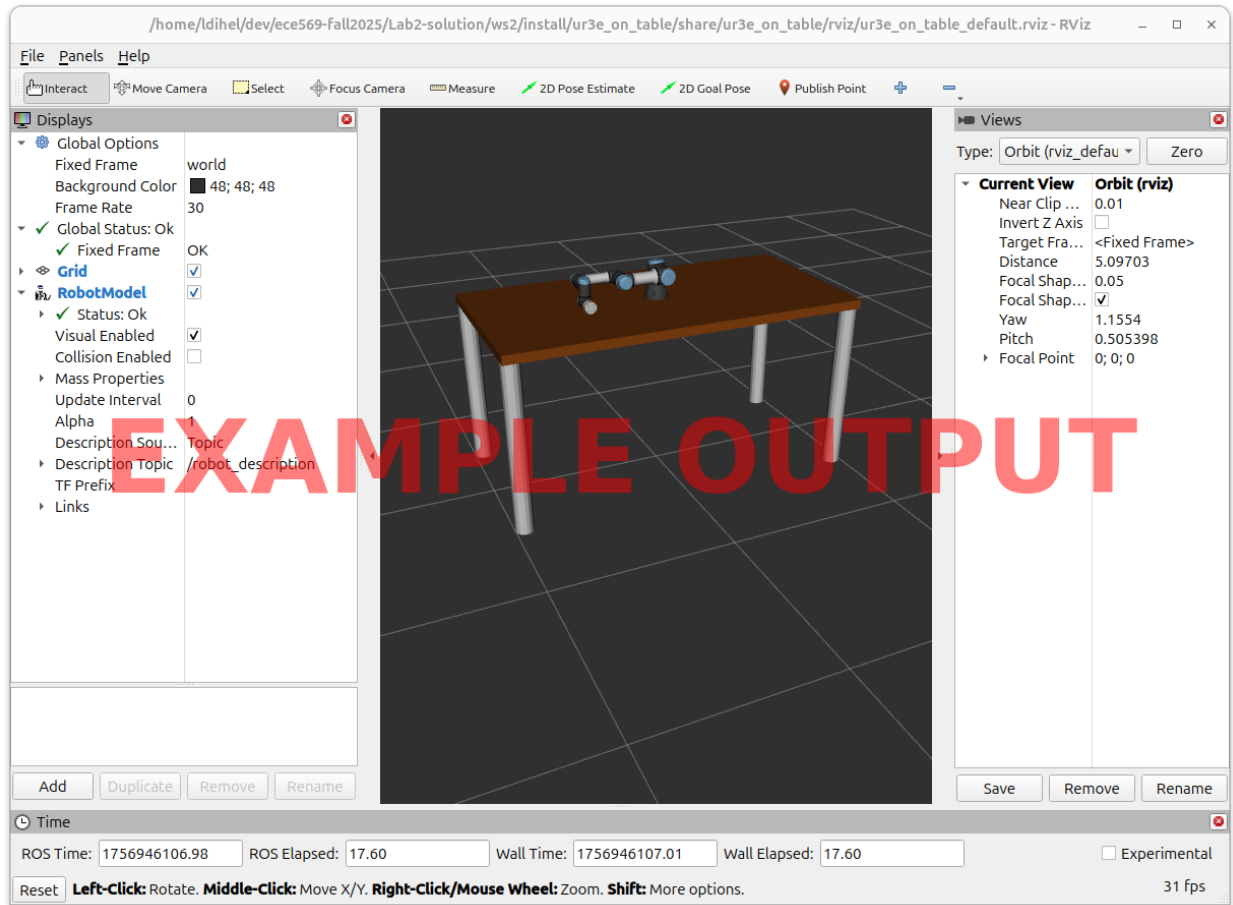 /home/ldihel/dev/ece569-fall2025/Lab2-solution/ws2/install/ur3e_on_table/share/ur3e_on_table/rviz/ur3e_on_table_default.rviz - RViz
File Panels Help
Interact Move Camera Select Focus Camera Measure 2D Pose Estimate 2D Goal Pose Publish Point
Displays
Global Options
Fixed Frame world
Background Color 48; 48; 48
Frame Rate 30
Global Status: Ok
Fixed Frame OK
Grid
RobotModel
Status: Ok
Visual Enabled
Collision Enabled
Mass Properties
Update Interval 0
Alpha 1
Description Sou... Topic
Description Topic /robot_description
TF Prefix
Links
Add Duplicate Remove Rename
EXAMPLE OUTPUT
Views
Type: Orbit (rviz_defau Zero
Current View Orbit (rviz)
Near Clip ... 0.01
Invert Z Axis
Target Fra... <Fixed Frame>
Distance 5.09703
Focal Shap... 0.05
Focal Shap...
Yaw 1.1554
Pitch 0.505398
Focal Point 0; 0; 0
Save Remove Rename
Time
ROS Time: 1756946106.98 ROS Elapsed: 17.60 Wall Time: 1756946107.01 Wall Elapsed: 17.60 Experimental
Reset Left-Click: Rotate. Middle-Click: Move X/Y. Right-Click/Mouse Wheel: Zoom. Shift: More options. 31 fps